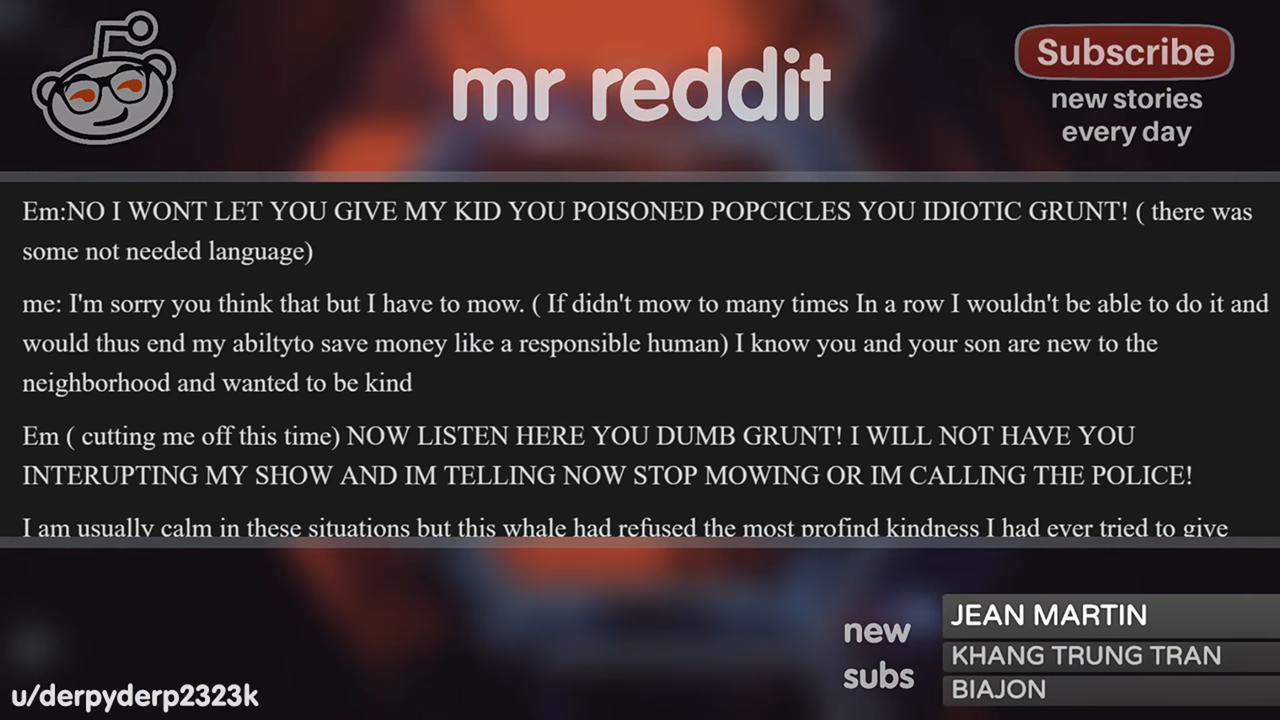 mr reddit
Subscribe
new stories
every day
Em:NO I WONT LET YOU GIVE MY KID YOU POISONED POPCICLES YOU IDIOTIC GRUNT! ( there was
some not needed language)
me: I'm sorry you think that but I have to mow. ( If didn't mow to many times In a row I wouldn't be able to do it and
would thus end my abiltyto save money like a responsible human) I know you and your son are new to the
neighborhood and wanted to be kind
Em ( cutting me off this time) NOW LISTEN HERE YOU DUMB GRUNT! I WILL NOT HAVE YOU
INTERUPTING MY SHOW AND IM TELLING NOW STOP MOWING OR IM CALLING THE POLICE!
I am usually calm in these situations but this whale had refused the most profind kindness I had ever tried to give
new
subs
JEAN MARTIN
KHANG TRUNG TRAN
BIAJON
u/derpyderp2323k